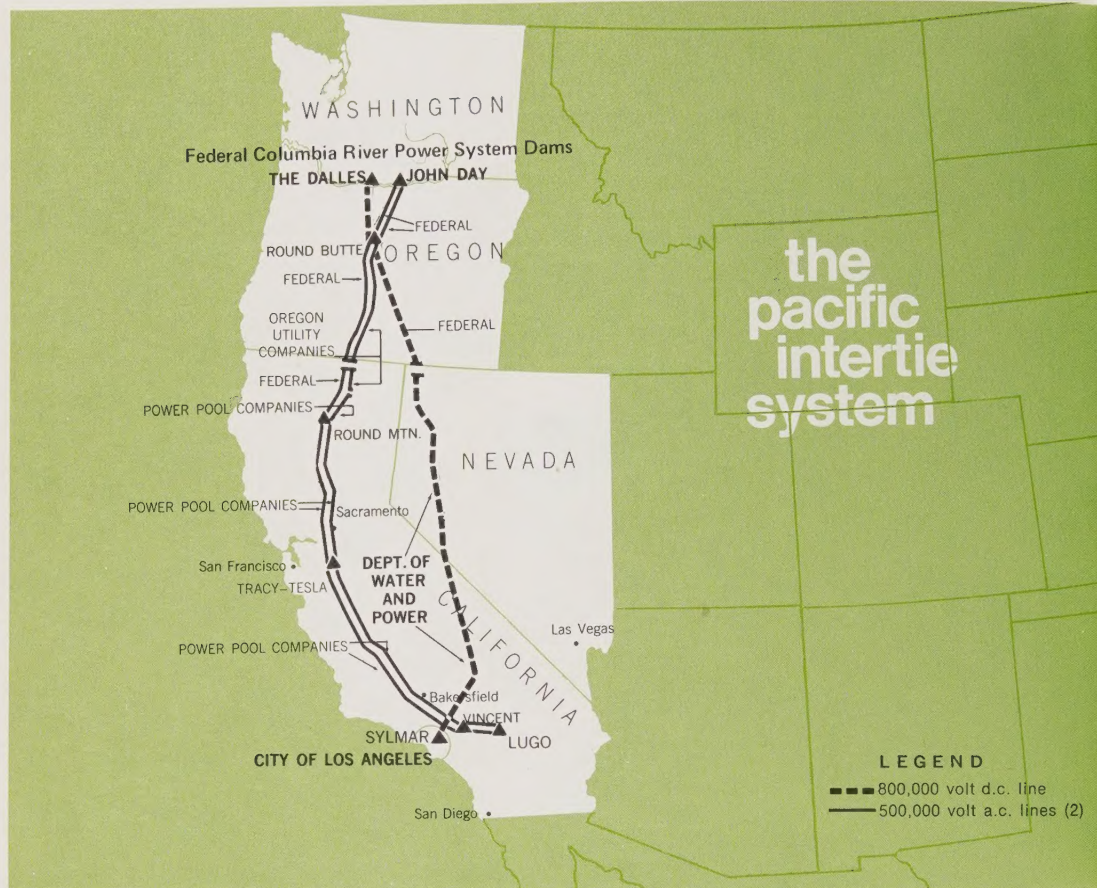 WASHINGTON
Federal Columbia River Power System Dams
THE DALLES
JOHN DAY
FEDERAL
ROUND BUTTE
OREGON
FEDERAL
OREGON
UTILITY
COMPANIES
FEDERAL
FEDERAL
POWER POOL COMPANIES
ROUND MTN.
the
pacific
intertie
system
NEVADA
POWER POOL COMPANIES
Sacramento
San Francisco
TRACY-TESLA
DEPT. OF
WATER
AND
POWER
CALIFORNIA
Las Vegas
POWER POOL COMPANIES
Bakersfield
VINCENT
SYLMAR
LUGO
CITY OF LOS ANGELES
San Diego
LEGEND
800,000 volt d.c. line
500,000 volt a.c. lines (2)